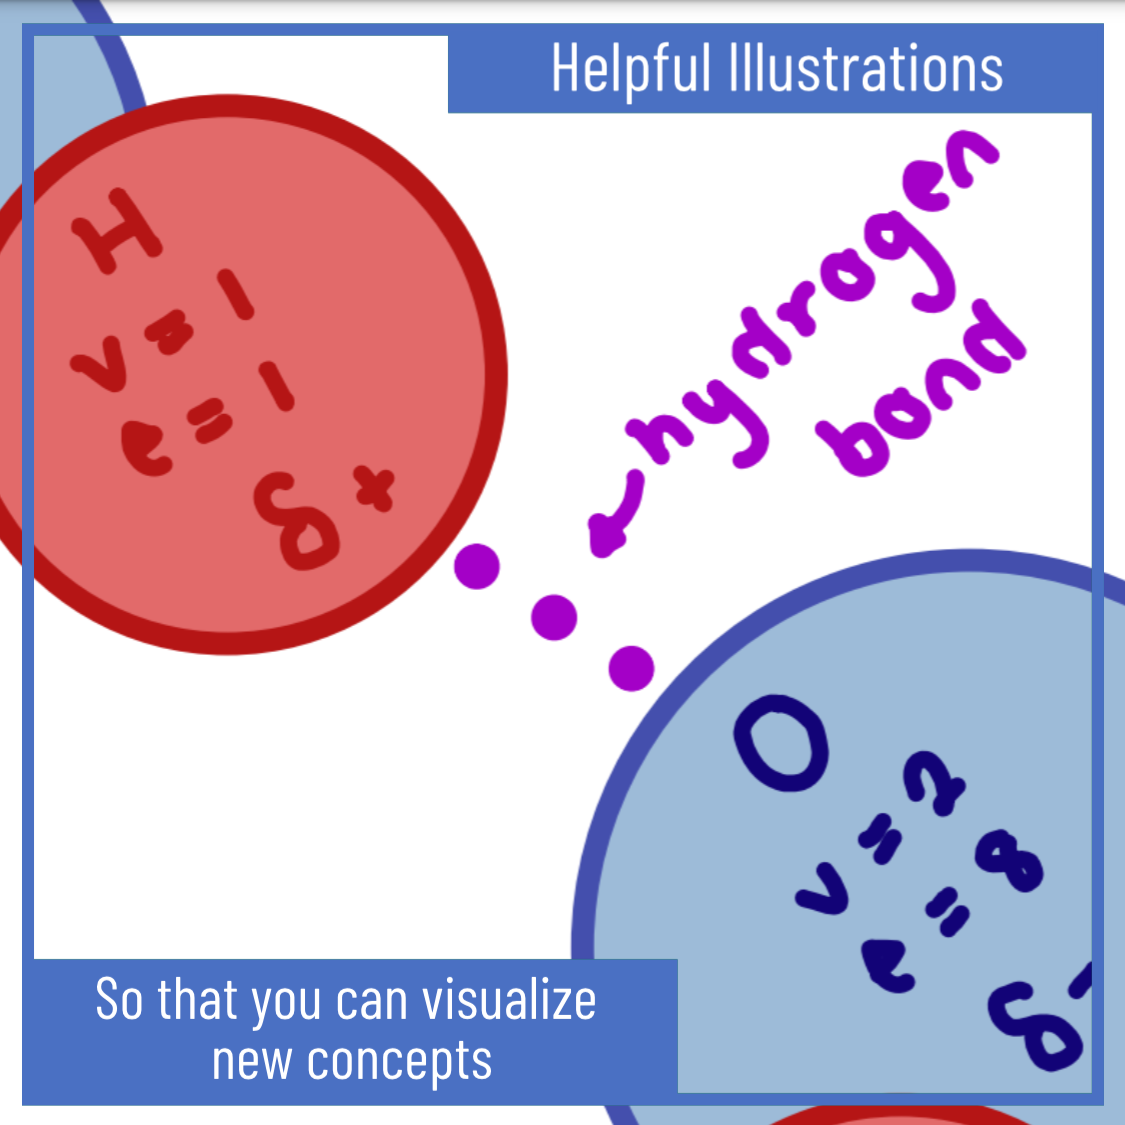 Helpful Illustrations
H
v = 1
e = 1
δ+
hydrogen
bond
O
v = 2
e = 8
δ-
So that you can visualize
new concepts